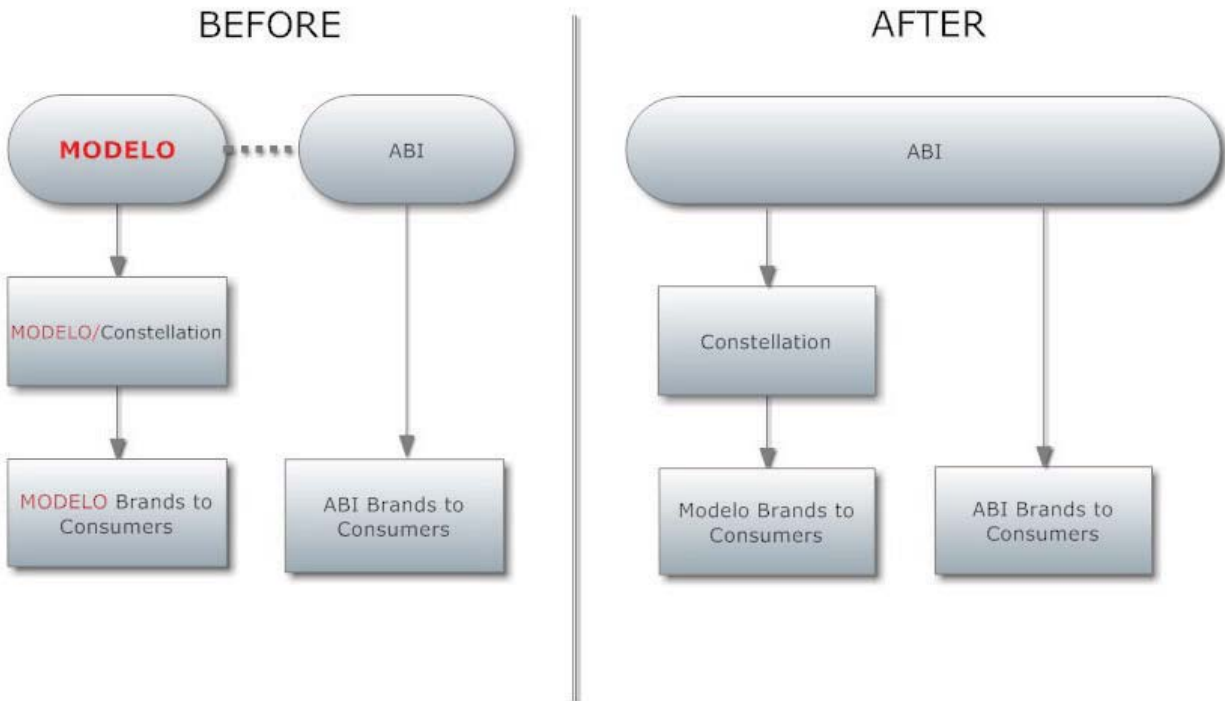 BEFORE
MODELO
ABI
MODELO/Constellation
MODELO Brands to
Consumers
ABI Brands to
Consumers
AFTER
ABI
Constellation
Modelo Brands to
Consumers
ABI Brands to
Consumers